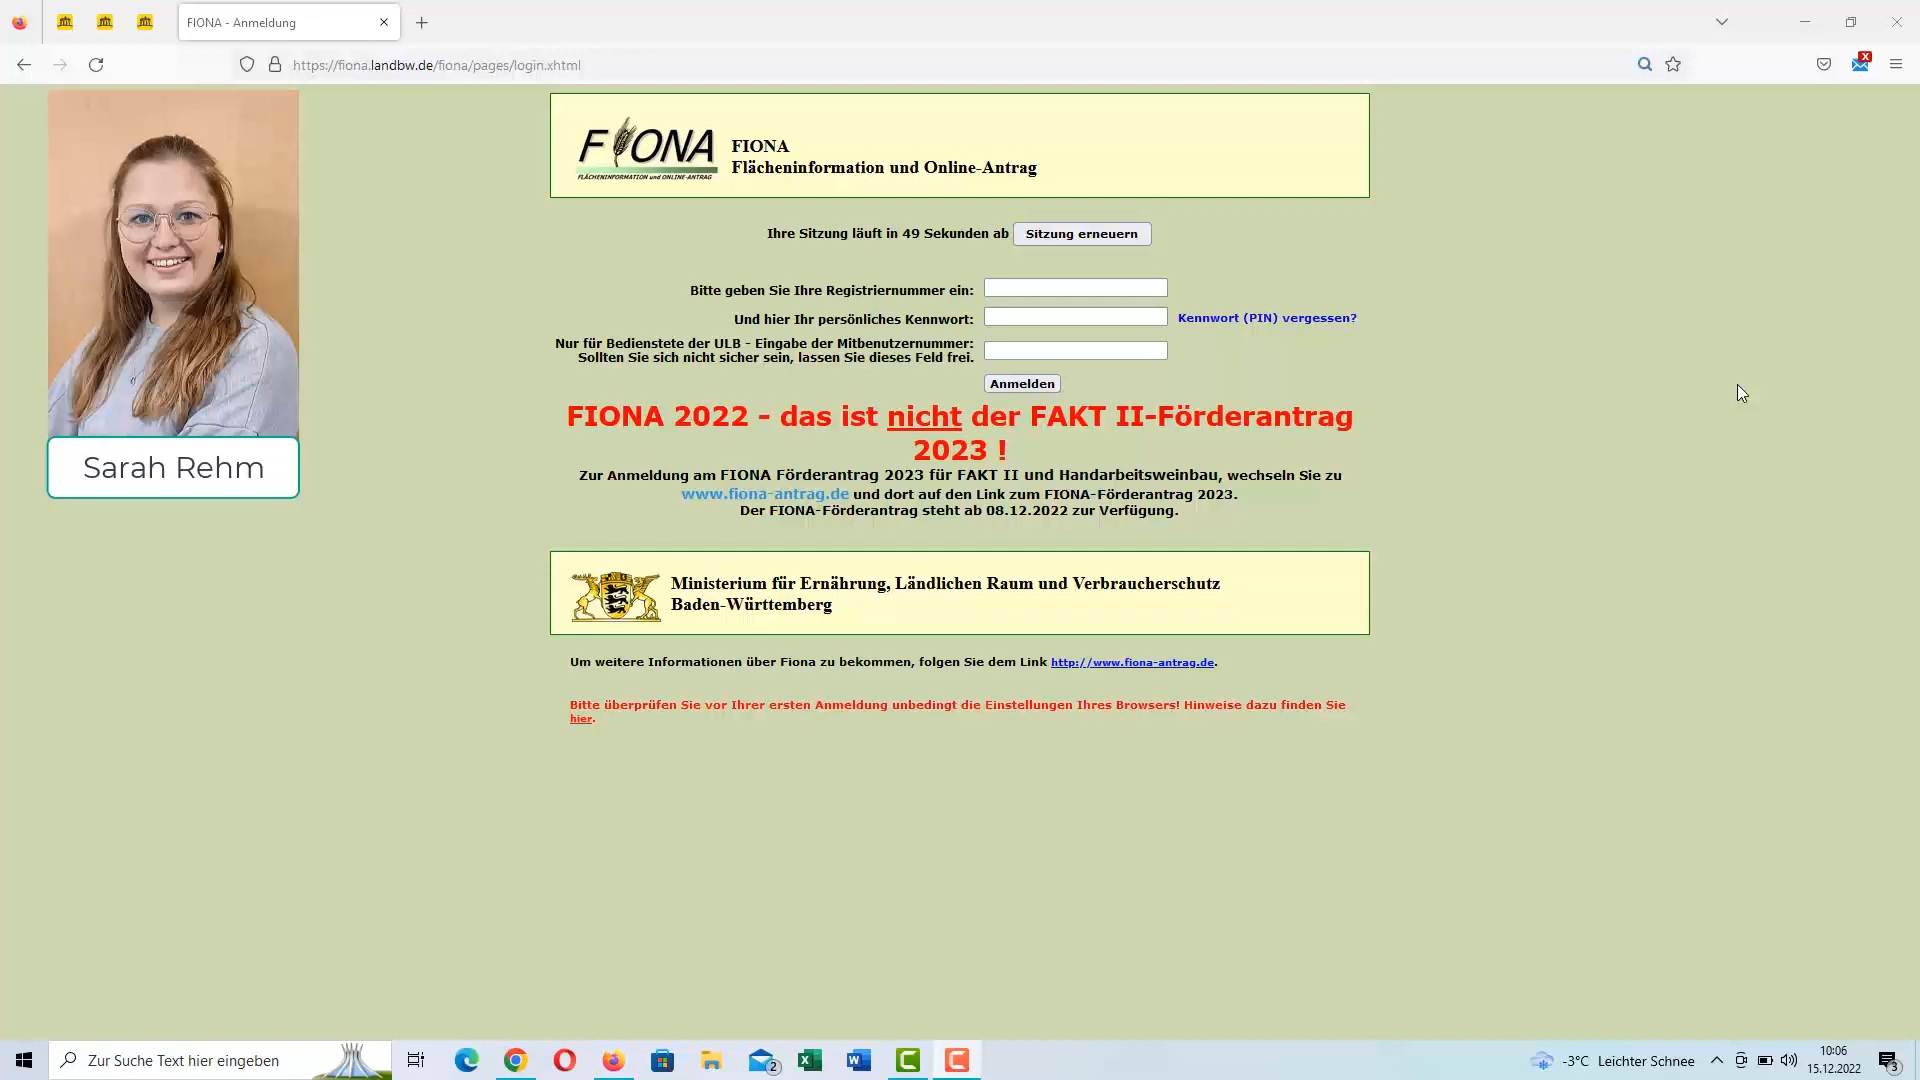 FIONA - Anmeldung
https://fiona.landbw.de/fiona/pages/login.xhtml
Sarah Rehm
FIONA
FLÄCHENINFORMATION und ONLINE-ANTRAG
FIONA
Flächeninformation und Online-Antrag
Ihre Sitzung läuft in 49 Sekunden ab Sitzung erneuern
Bitte geben Sie Ihre Registriernummer ein:
Und hier Ihr persönliches Kennwort: Kennwort (PIN) vergessen?
Nur für Bedienstete der ULB - Eingabe der Mitbenutzernummer:
Sollten Sie sich nicht sicher sein, lassen Sie dieses Feld frei.
Anmelden
FIONA 2022 - das ist nicht der FAKT II-Förderantrag
2023 !
Zur Anmeldung am FIONA Förderantrag 2023 für FAKT II und Handarbeitsweinbau, wechseln Sie zu
www.fiona-antrag.de und dort auf den Link zum FIONA-Förderantrag 2023.
Der FIONA-Förderantrag steht ab 08.12.2022 zur Verfügung.
Ministerium für Ernährung, Ländlichen Raum und Verbraucherschutz
Baden-Württemberg
Um weitere Informationen über Fiona zu bekommen, folgen Sie dem Link http://www.fiona-antrag.de.
Bitte überprüfen Sie vor Ihrer ersten Anmeldung unbedingt die Einstellungen Ihres Browsers! Hinweise dazu finden Sie
hier.
Zur Suche Text hier eingeben
2
-3°C Leichter Schnee
10:06
15.12.2022
3